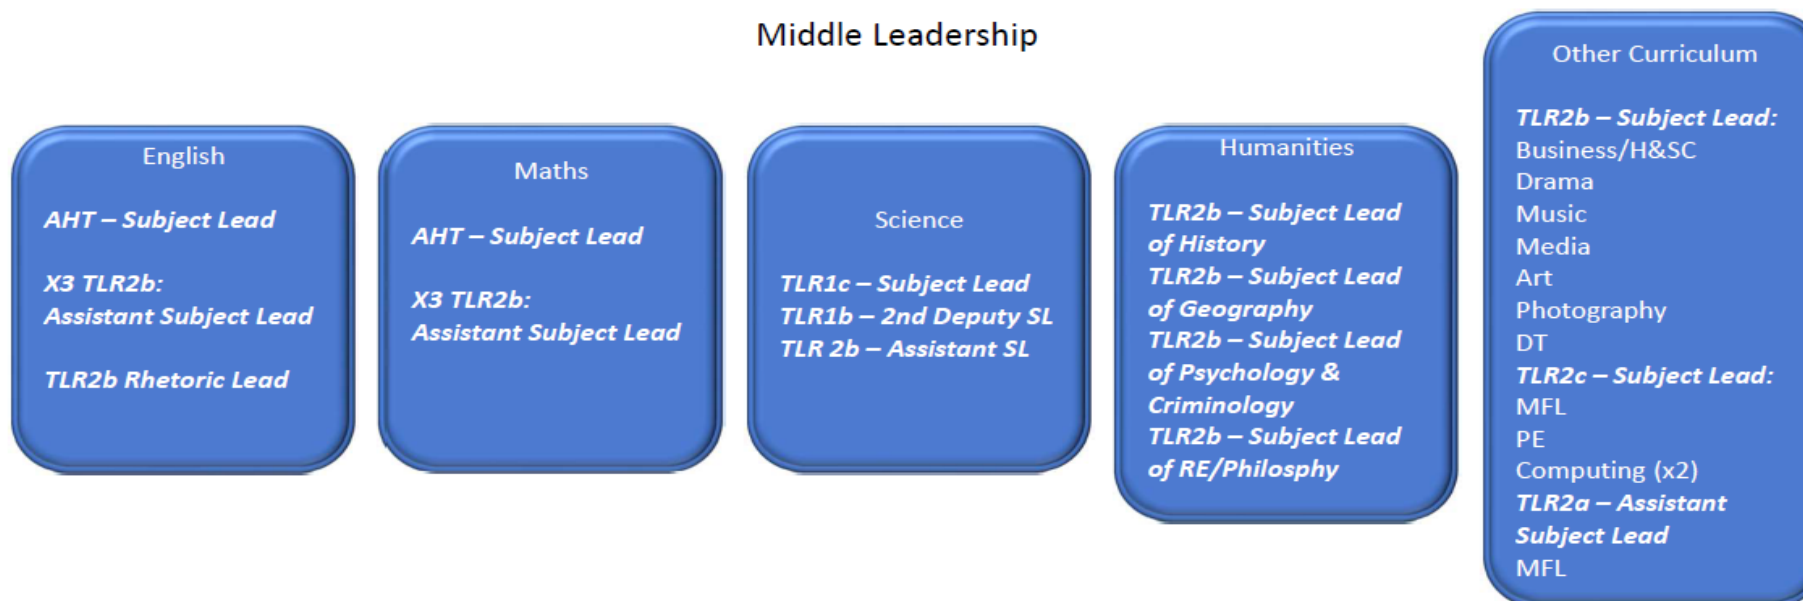 Middle Leadership
English
AHT – Subject Lead
X3 TLR2b:
Assistant Subject Lead
TLR2b Rhetoric Lead
Maths
AHT – Subject Lead
X3 TLR2b:
Assistant Subject Lead
Science
TLR1c – Subject Lead
TLR1b – 2nd Deputy SL
TLR 2b – Assistant SL
Humanities
TLR2b – Subject Lead
of History
TLR2b – Subject Lead
of Geography
TLR2b – Subject Lead
of Psychology &
Criminology
TLR2b – Subject Lead
of RE/Philosphy
Other Curriculum
TLR2b – Subject Lead:
Business/H&SC
Drama
Music
Media
Art
Photography
DT
TLR2c – Subject Lead:
MFL
PE
Computing (x2)
TLR2a – Assistant
Subject Lead
MFL